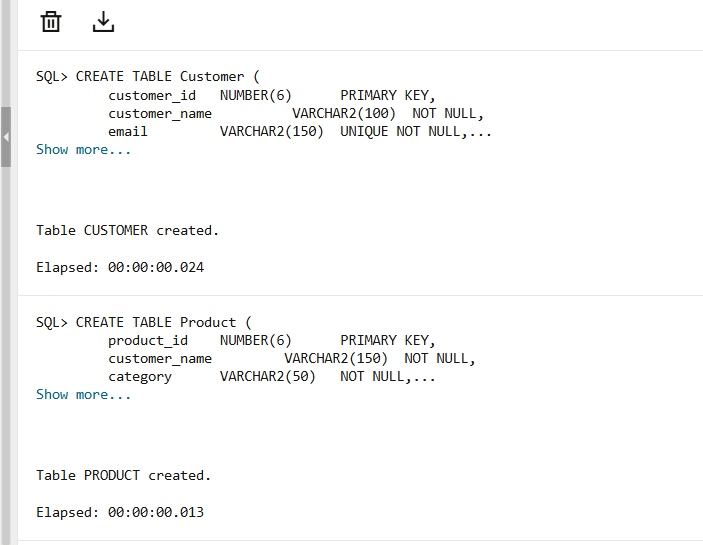 SQL> CREATE TABLE Customer (
customer_id NUMBER(6) PRIMARY KEY,
customer_name VARCHAR2(100) NOT NULL,
email VARCHAR2(150) UNIQUE NOT NULL,...
Show more...
Table CUSTOMER created.
Elapsed: 00:00:00.024
SQL> CREATE TABLE Product (
product_id NUMBER(6) PRIMARY KEY,
customer_name VARCHAR2(150) NOT NULL,
category VARCHAR2(50) NOT NULL,...
Show more...
Table PRODUCT created.
Elapsed: 00:00:00.013